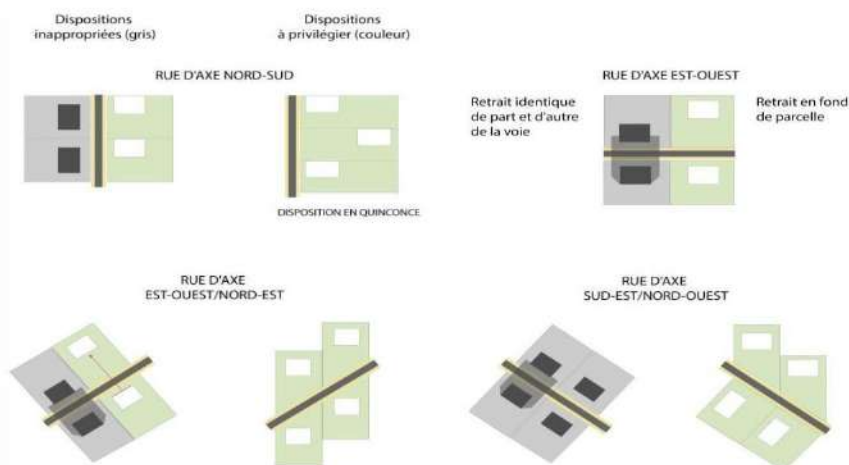 Dispositions
inappropriées (gris)
Dispositions
à privilégier (couleur)
RUE D'AXE NORD-SUD
DISPOSITION EN QUINCONCE
RUE D'AXE EST-OUEST
Retrait identique
de part et d'autre
de la voie
Retrait en fond
de parcelle
RUE D'AXE
EST-OUEST/NORD-EST
RUE D'AXE
SUD-EST/NORD-OUEST